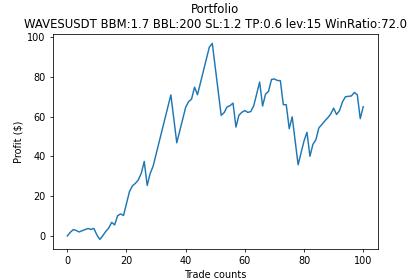 Portfolio
WAVESUSDT BBM:1.7 BBL:200 SL:1.2 TP:0.6 lev:15 WinRatio:72.0
100
80
60
40
20
0
Profit ($)
0 20 40 60 80 100
Trade counts